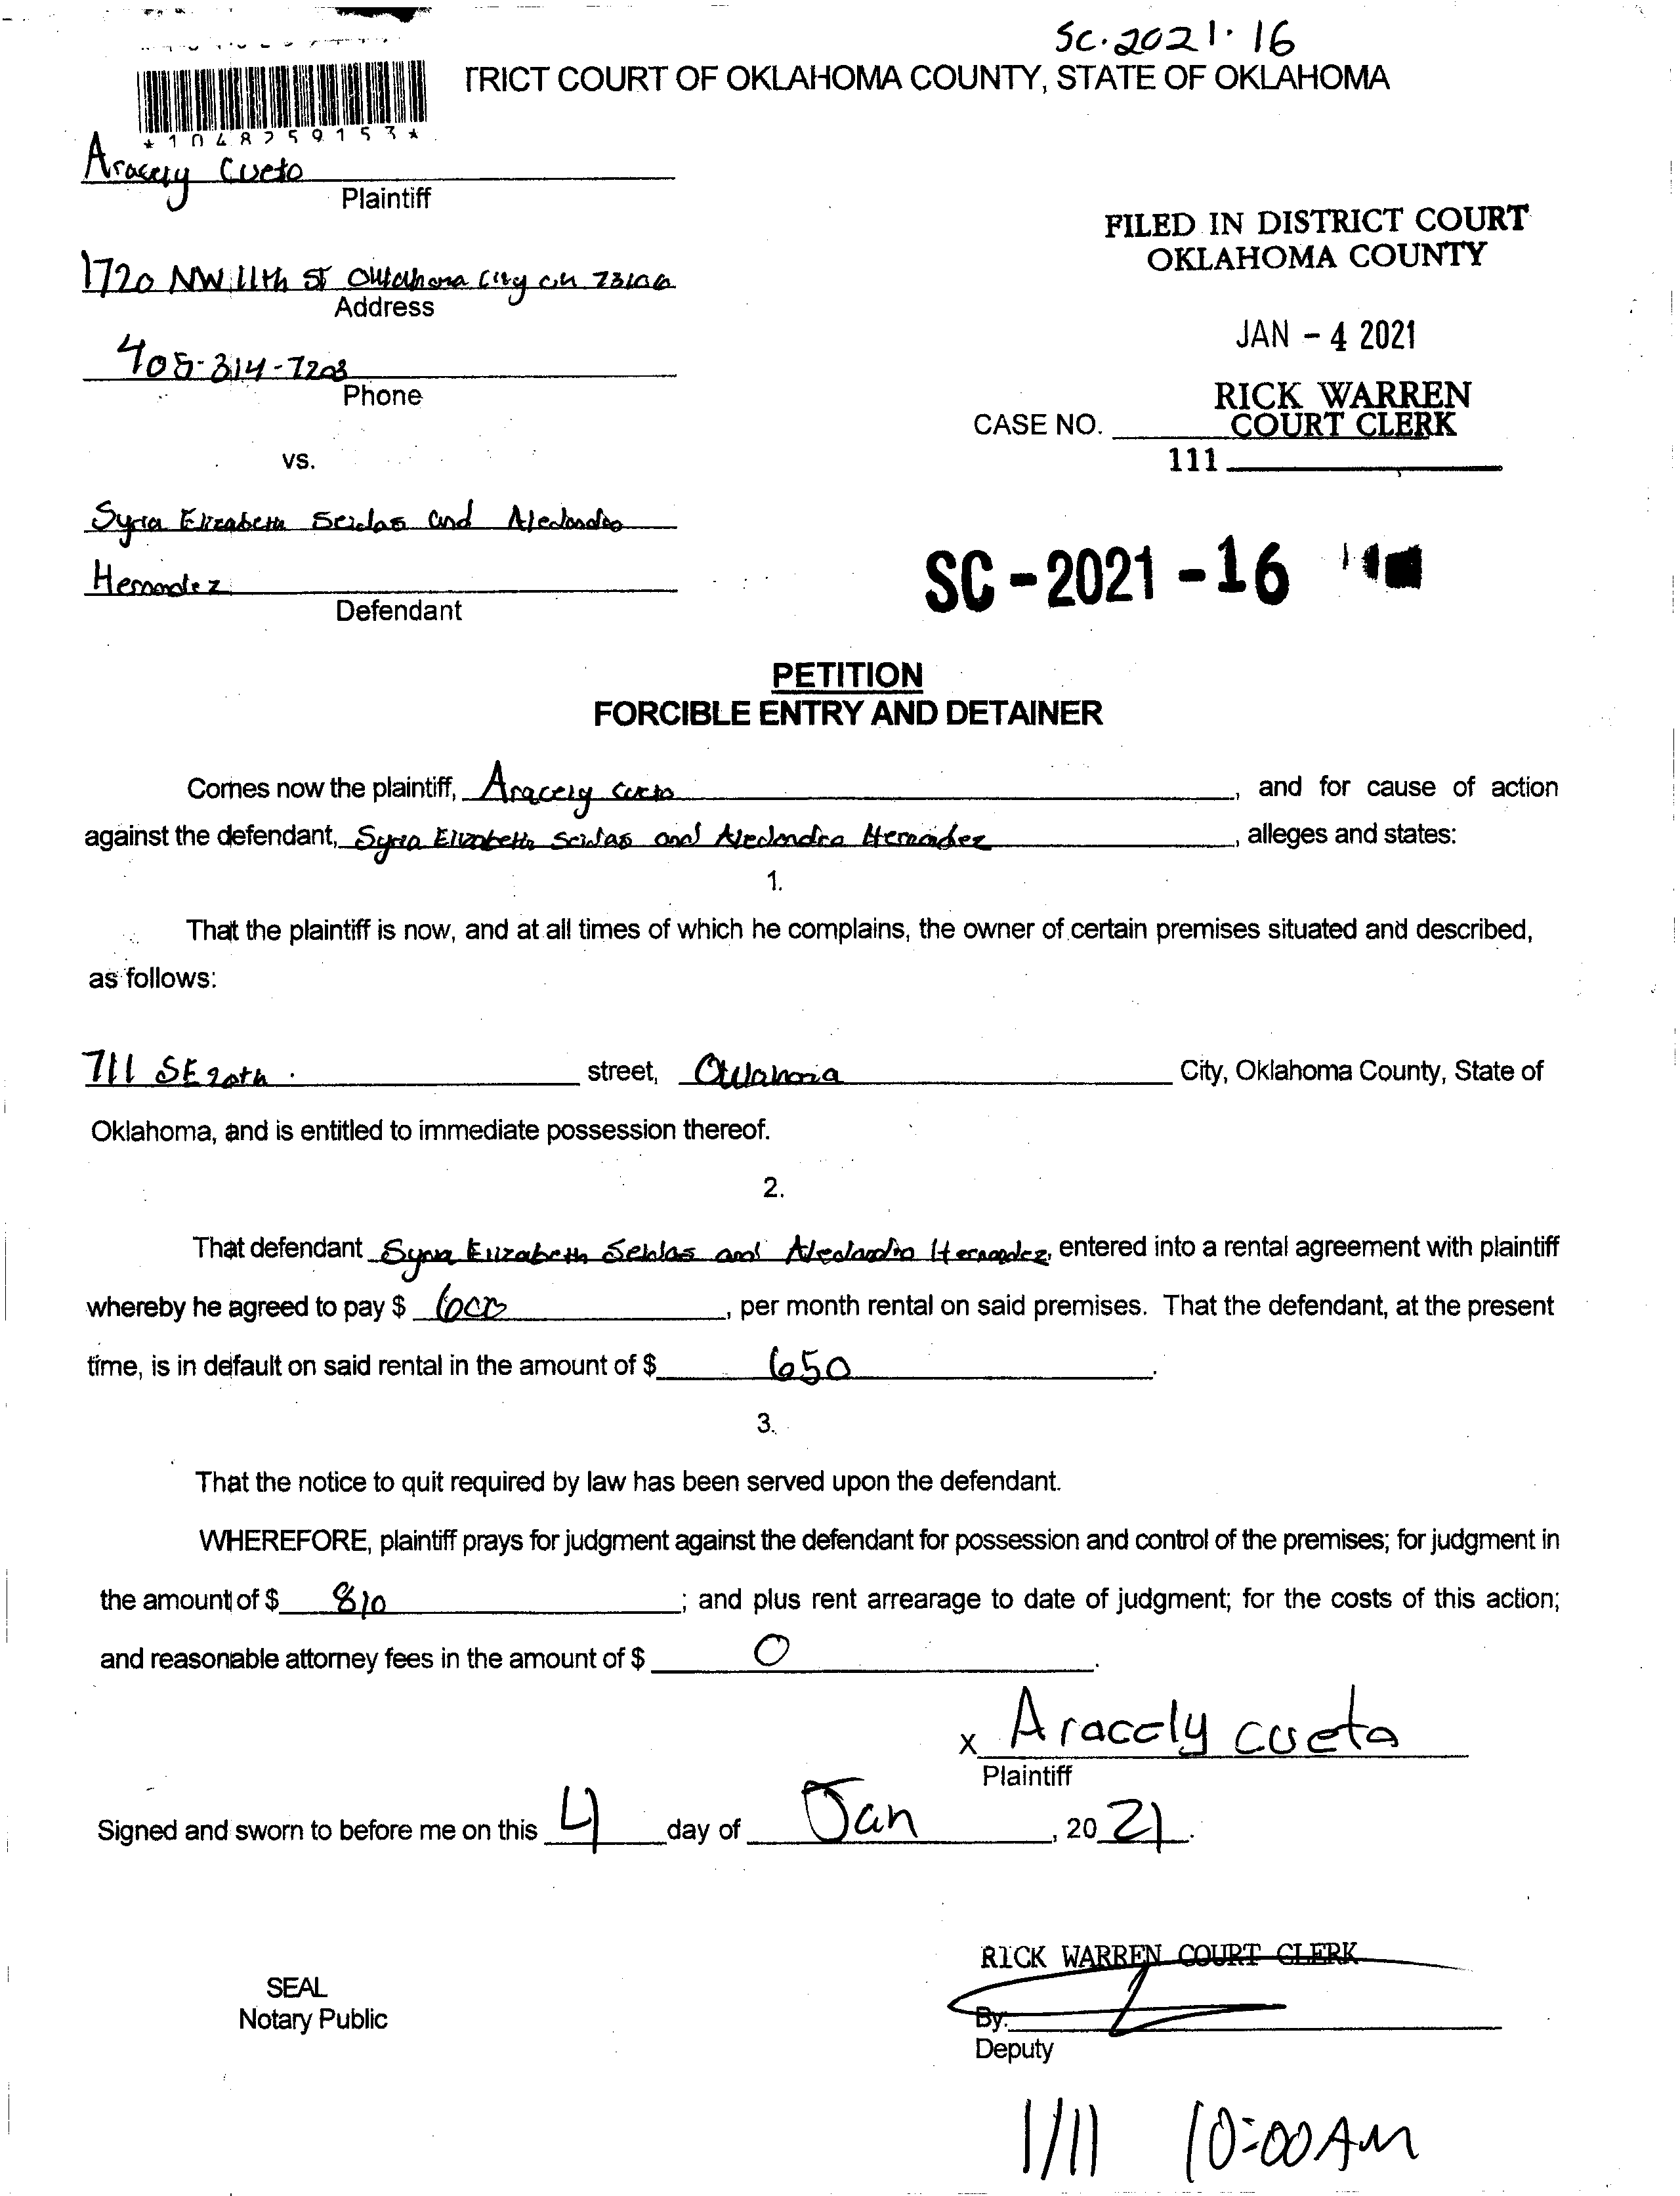 SC-2021-16
TRICT COURT OF OKLAHOMA COUNTY, STATE OF OKLAHOMA
*1048259153*
Aracely Cueto
Plaintiff
1720 NW 11th ST Oklahoma City OK 73106
Address
405-314-7203
Phone
vs.
FILED IN DISTRICT COURT
OKLAHOMA COUNTY
JAN - 4 2021
RICK WARREN
COURT CLERK
CASE NO.
111
Syria Elizabeth and
Hernandez
Defendant
SC-2021-16
PETITION
FORCIBLE ENTRY AND DETAINER
Comes now the plaintiff, Aracely Cueto, and for cause of action
against the defendant, Syria Elizabeth and Hernandez, alleges and states:
1.
That the plaintiff is now, and at all times of which he complains, the owner of certain premises situated and described,
as follows:
711 SE 20th street, Oklahoma City, Oklahoma County, State of
Oklahoma, and is entitled to immediate possession thereof.
2.
That defendant Elizabeth and Hernandez, entered into a rental agreement with plaintiff
whereby he agreed to pay $ 600, per month rental on said premises. That the defendant, at the present
time, is in default on said rental in the amount of $ 650.
3.
That the notice to quit required by law has been served upon the defendant.
WHEREFORE, plaintiff prays for judgment against the defendant for possession and control of the premises; for judgment in
the amount of $ 810; and plus rent arrearage to date of judgment; for the costs of this action;
and reasonable attorney fees in the amount of $ 0.
x Aracely cueto
Plaintiff
Signed and sworn to before me on this 4 day of Jan, 2021.
RICK WARREN COURT CLERK
SEAL
Notary Public
By:
Deputy
1/11 10:00AM